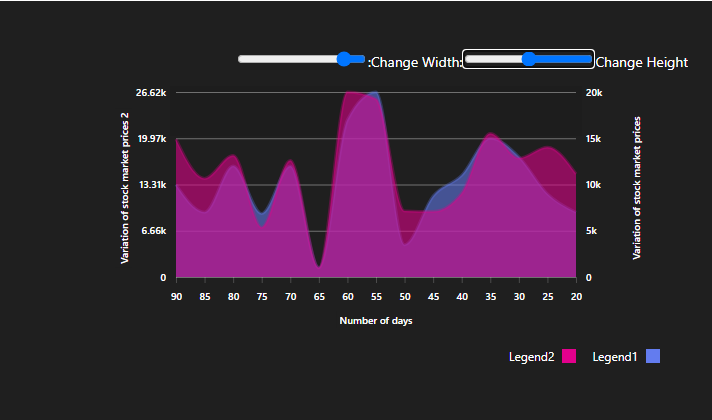 :Change Width: Change Height
Variation of stock market prices 2
26.62k
19.97k
13.31k
6.66k
0
20k
15k
10k
5k
0
Variation of stock market prices
90 85 80 75 70 65 60 55 50 45 40 35 30 25 20
Number of days
Legend2 Legend1